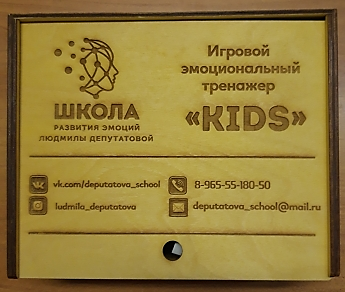 ШКОЛА
РАЗВИТИЯ ЭМОЦИЙ
ЛЮДМИЛЫ ДЕПУТАТОВОЙ
Игровой
эмоциональный
тренажер
«KIDS»
vk.com/deputatova_school
8-965-55-180-50
ludmila_deputatova
deputatova_school@mail.ru